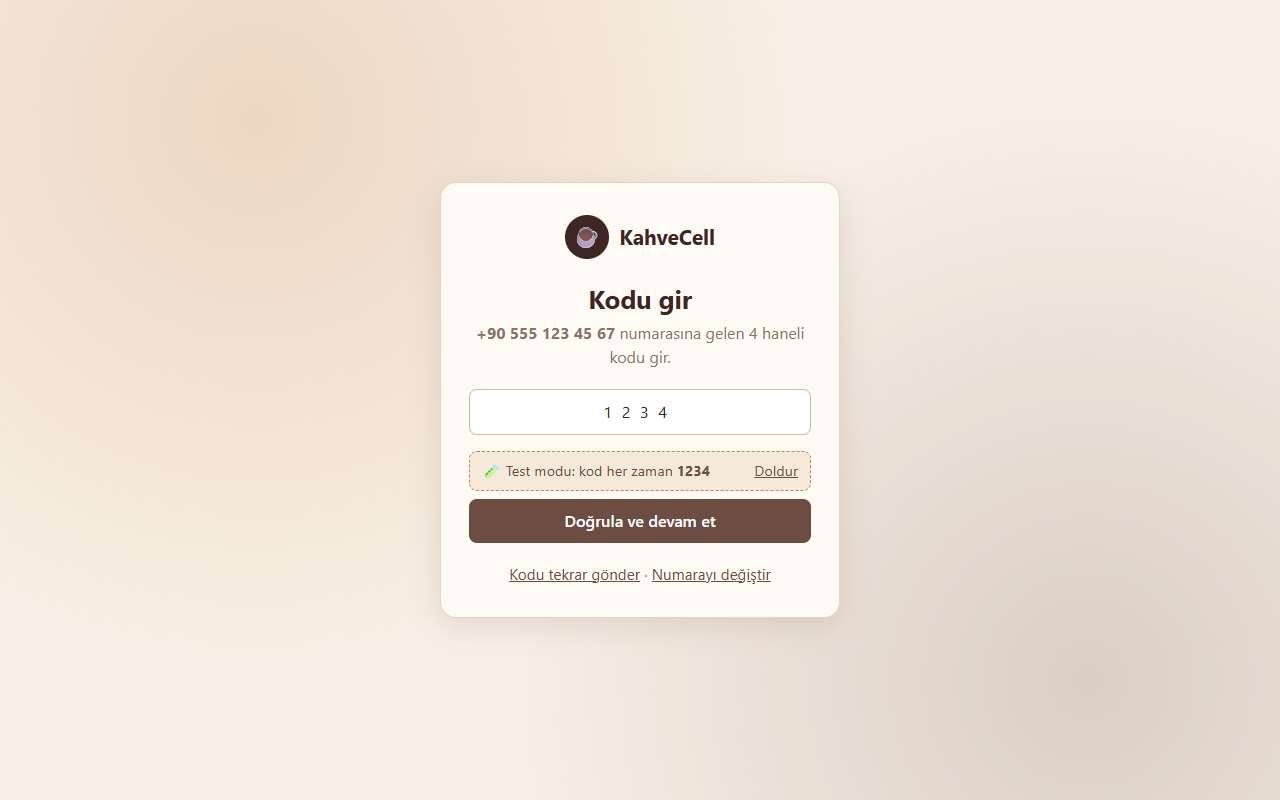 KahveCell
Kodu gir
+90 555 123 45 67 numarasına gelen 4 haneli
kodu gir.
1 2 3 4
Test modu: kod her zaman 1234 Doldur
Doğrula ve devam et
Kodu tekrar gönder · Numarayı değiştir